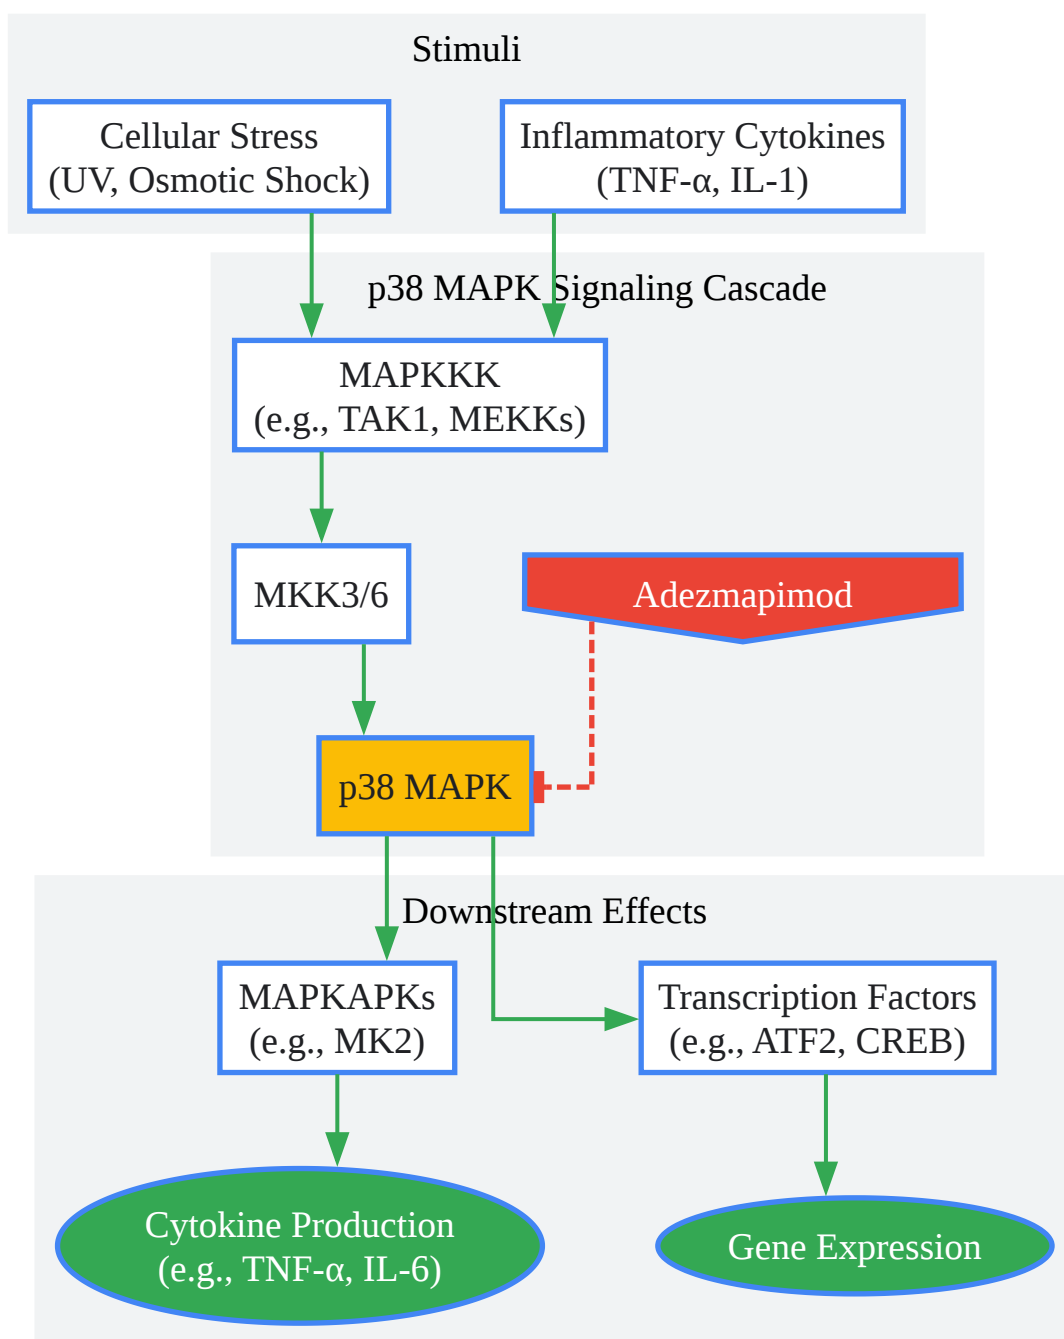 Stimuli
Cellular Stress
(UV, Osmotic Shock)
Inflammatory Cytokines
(TNF-α, IL-1)
p38 MAPK Signaling Cascade
MAPKKK
(e.g., TAK1, MEKKs)
MKK3/6
Adezmapimod
p38 MAPK
Downstream Effects
MAPKAPKs
(e.g., MK2)
Transcription Factors
(e.g., ATF2, CREB)
Cytokine Production
(e.g., TNF-α, IL-6)
Gene Expression